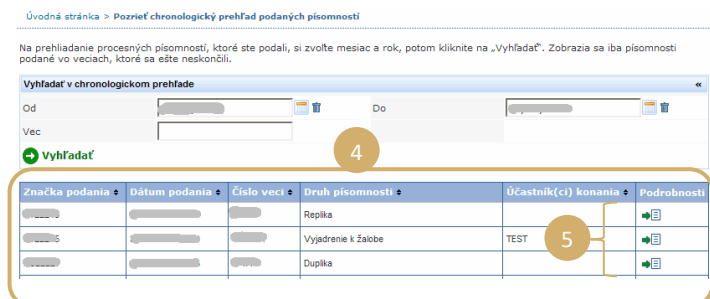 Úvodná stránka > Pozrieť chronologický prehľad podaných písomností
Na prehliadanie procesných písomností, ktoré ste podali, si zvoľte mesiac a rok, potom kliknite na „Vyhľadať“. Zobrazia sa iba písomnosti
podané vo veciach, ktoré sa ešte neskončili.
Vyhľadať v chronologickom prehľade «
Od Do
Vec
Vyhľadať
4
Značka podania Dátum podania Číslo veci Druh písomnosti Účastník(ci) konania Podrobnosti
Replika
Vyjadrenie k žalobe TEST
5
Duplika